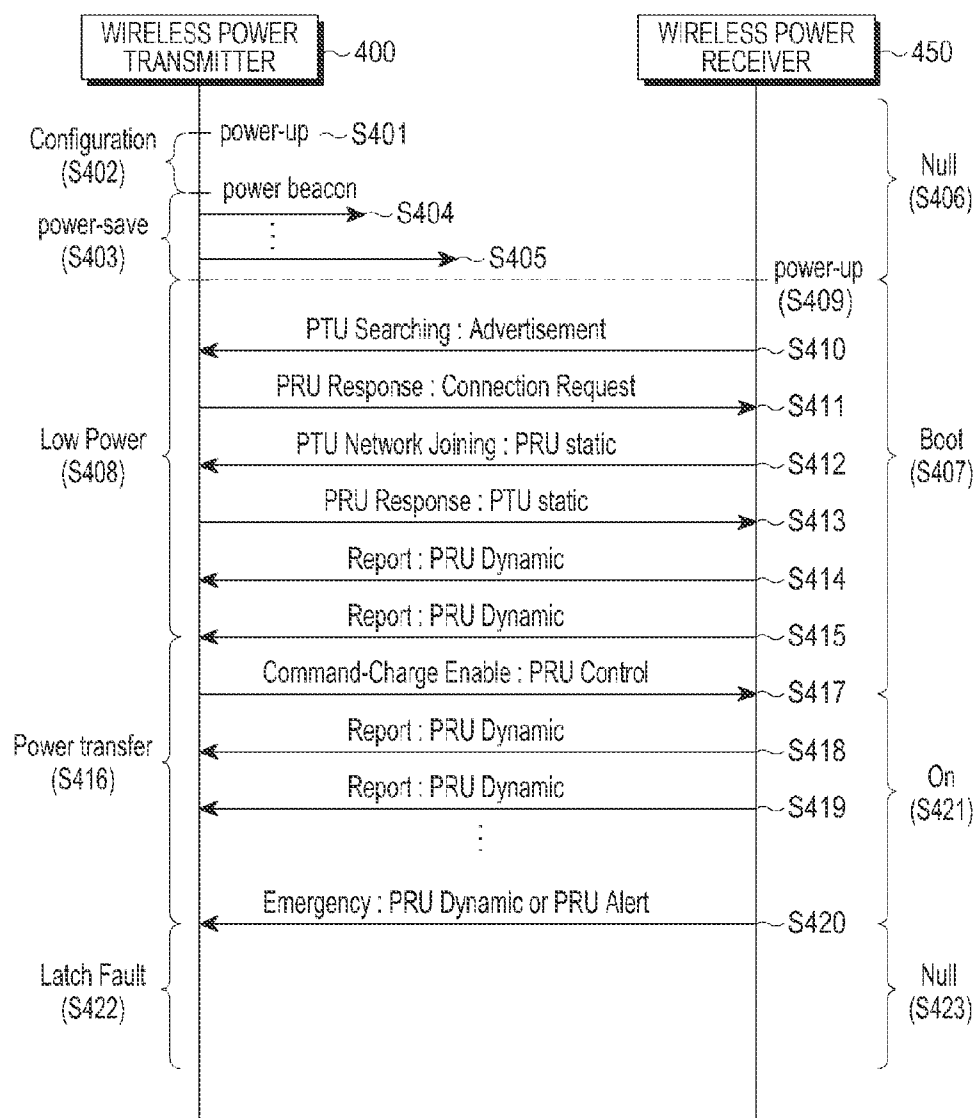 WIRELESS POWER
TRANSMITTER
400
WIRELESS POWER
RECEIVER
450
Configuration
(S402)
power-up
S401
Null
(S406)
power beacon
S404
power-save
(S403)
S405
power-up
(S409)
PTU Searching : Advertisement
S410
PRU Response : Connection Request
S411
Low Power
(S408)
PTU Network Joining : PRU static
S412
Boot
(S407)
PRU Response : PTU static
S413
Report : PRU Dynamic
S414
Report : PRU Dynamic
S415
Command-Charge Enable : PRU Control
S417
Power transfer
(S416)
Report : PRU Dynamic
S418
Report : PRU Dynamic
S419
On
(S421)
Emergency : PRU Dynamic or PRU Alert
S420
Latch Fault
(S422)
Null
(S423)